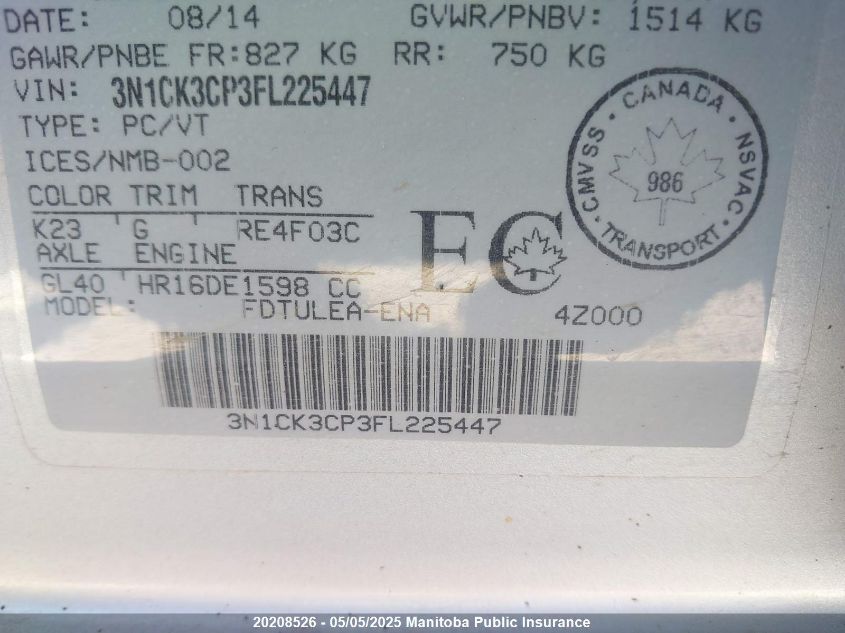 DATE: 08/14 GVWR/PNBV: 1514 KG
GAWR/PNBE FR:827 KG RR: 750 KG
VIN: 3N1CK3CP3FL225447
TYPE: PC/VT
ICES/NMB-002
COLOR TRIM TRANS
K23 G RE4F03C
AXLE ENGINE
GL40 HR16DE1598 CC
MODEL: FDTULEA-ENA 4Z000
EC
CMVSS · CANADA · NSVAC · TRANSPORT ·
986
3N1CK3CP3FL225447
20208526 - 05/05/2025 Manitoba Public Insurance